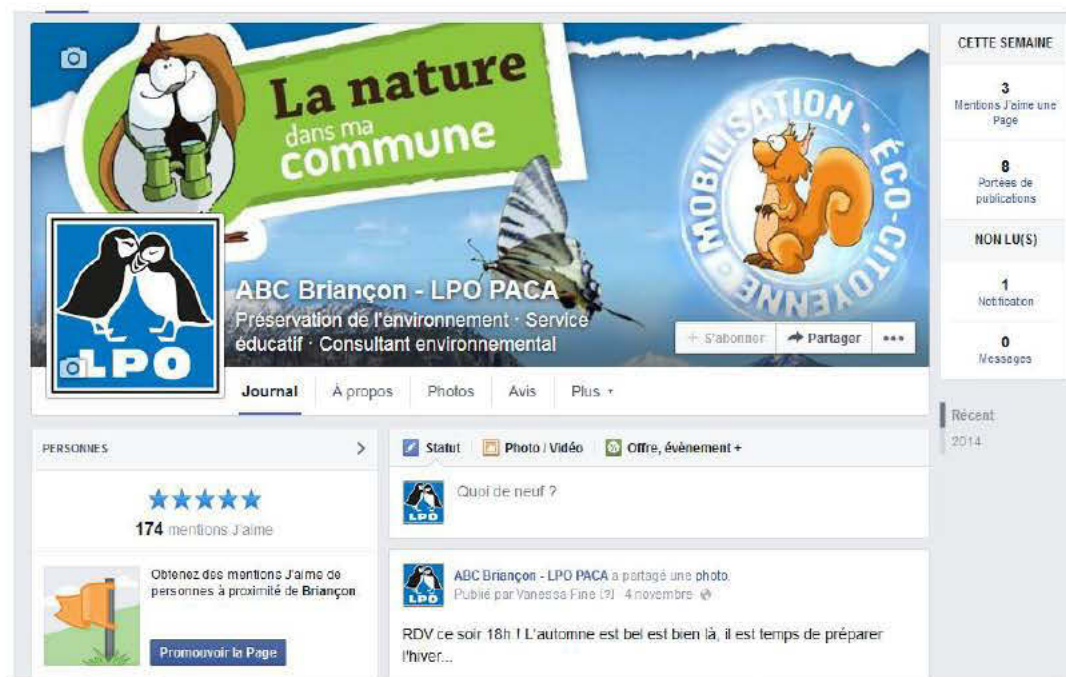 La nature
dans ma
commune
MOBILISATION • ÉCO-CITOYENNE •
LPO
ABC Briançon - LPO PACA
Préservation de l'environnement · Service
éducatif · Consultant environnemental
+ S'abonner
Partager
Journal
À propos
Photos
Avis
Plus
CETTE SEMAINE
3
Mentions J'aime une
Page
8
Portées de
publications
NON LU(S)
1
Notification
0
Messages
Récent
2014
PERSONNES
174 mentions J'aime
Obtenez des mentions J'aime de
personnes à proximité de Briançon
Promouvoir la Page
Statut
Photo / Vidéo
Offre, évènement +
LPO
Quoi de neuf ?
LPO
ABC Briançon - LPO PACA a partagé une photo.
Publié par Vanessa Fine [?] · 4 novembre
RDV ce soir 18h ! L'automne est bel est bien là, il est temps de préparer
l'hiver...